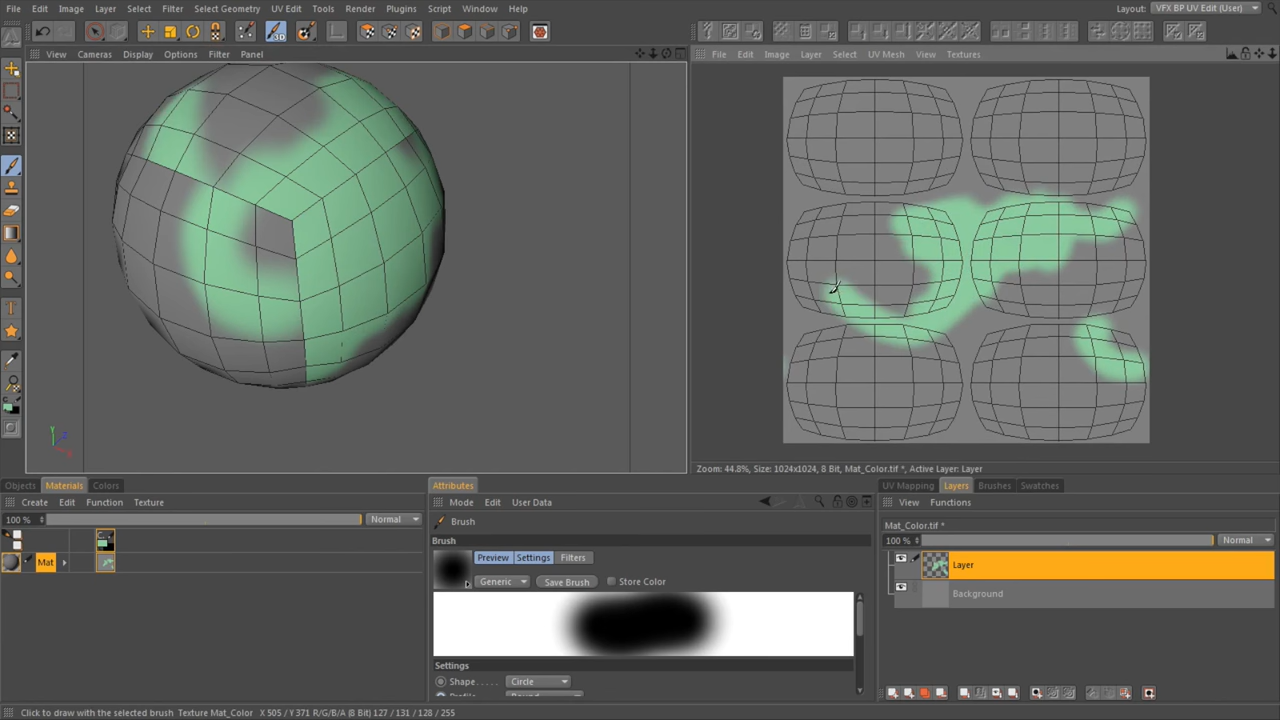 File Edit Image Layer Select Filter Select Geometry UV Edit Tools Render Plugins Script Window Help Layout: VFX BP UV Edit (User)
3D
View Cameras Display Options Filter Panel
File Edit Image Layer Select UV Mesh View Textures
Y
Z
X
Zoom: 44.8%, Size: 1024x1024, 8 Bit, Mat_Color.tif *, Active Layer: Layer
Objects Materials Colors
Create Edit Function Texture
100 % Normal
C
Mat
Attributes
Mode Edit User Data
Brush
Brush
Preview Settings Filters
Generic Save Brush Store Color
Settings
Shape . . . . . Circle
UV Mapping Layers Brushes Swatches
View Functions
Mat_Color.tif *
100 % Normal
Layer
Background
Click to draw with the selected brush Texture Mat_Color X 505 / Y 371 R/G/B/A (8 Bit) 127 / 131 / 128 / 255